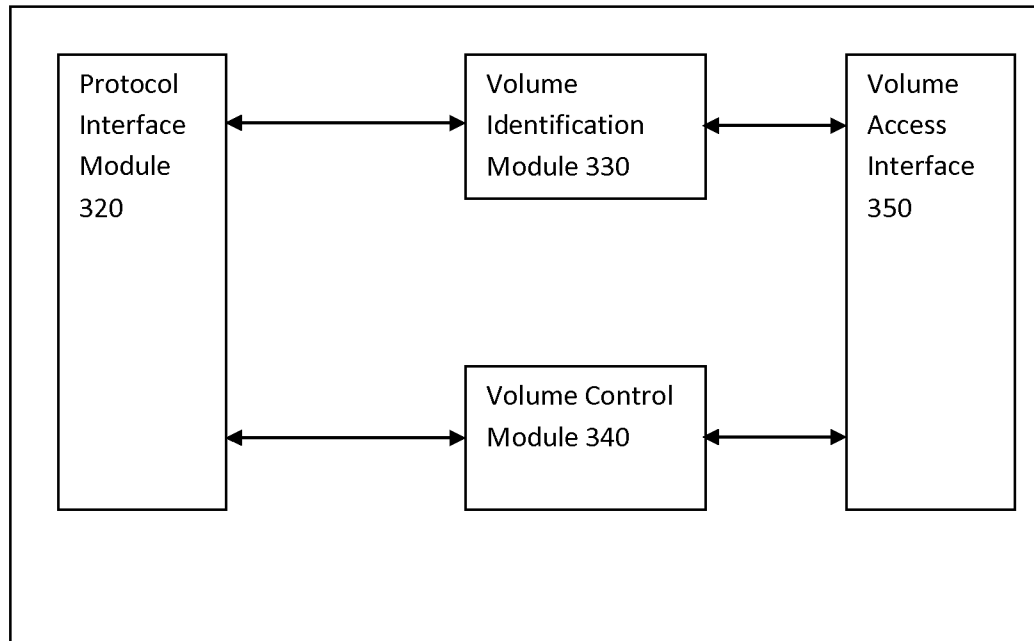 Protocol
Interface
Module
320
Volume
Identification
Module 330
Volume
Access
Interface
350
Volume Control
Module 340